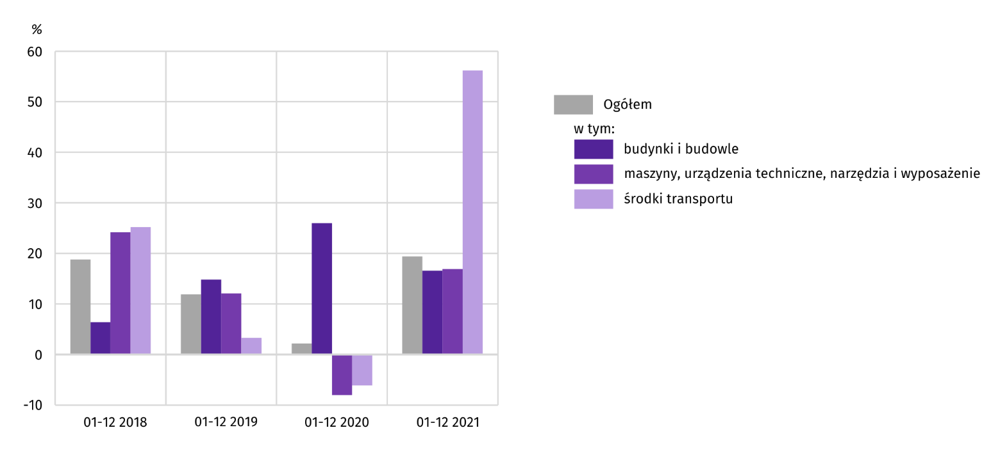 %
60
50
40
30
20
10
0
-10
01-12 2018
01-12 2019
01-12 2020
01-12 2021
Ogółem
w tym:
budynki i budowle
maszyny, urządzenia techniczne, narzędzia i wyposażenie
środki transportu